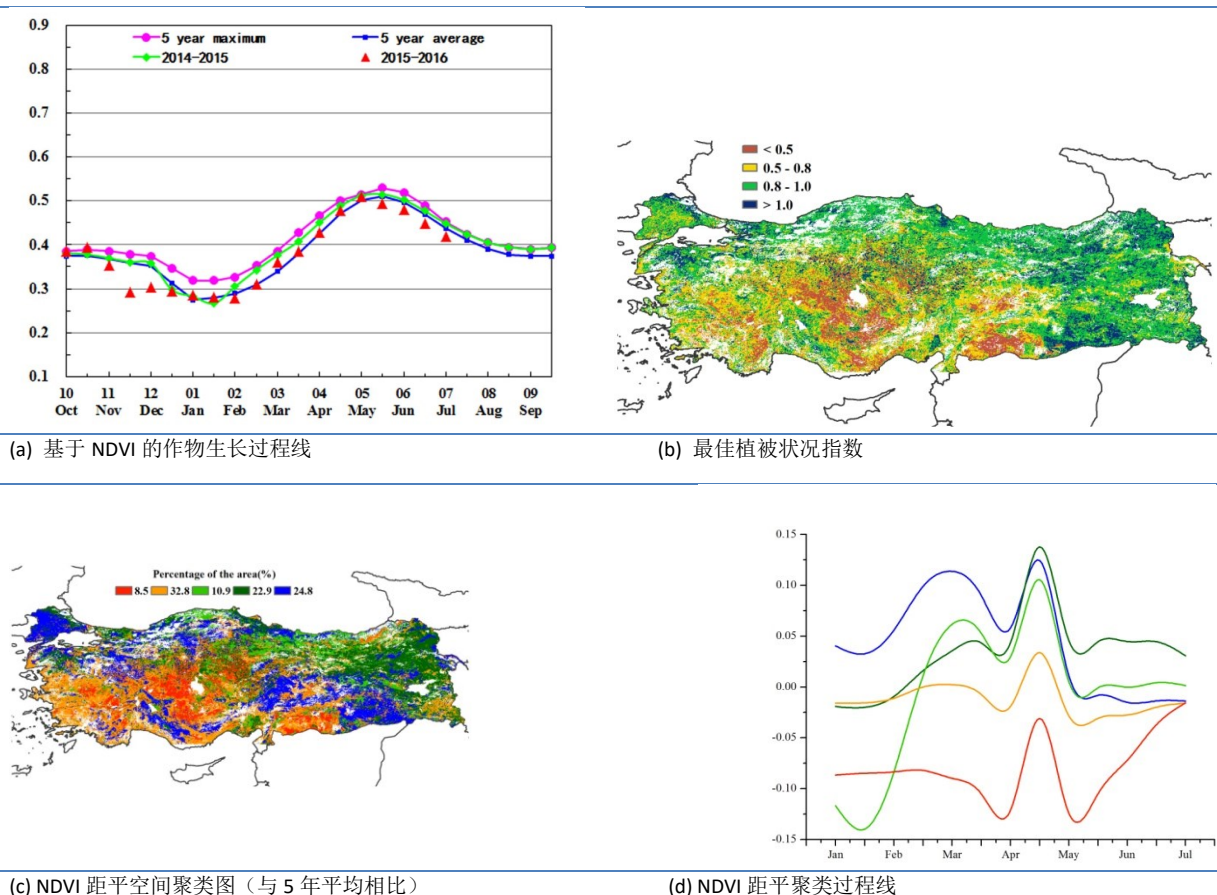 0.9
0.8
0.7
0.6
0.5
0.4
0.3
0.2
0.1
5 year maximum
5 year average
2014-2015
2015-2016
10 11 12 01 02 03 04 05 06 07 08 09
Oct Nov Dec Jan Feb Mar Apr May Jun Jul Aug Sep
< 0.5
0.5 - 0.8
0.8 - 1.0
> 1.0
(a) 基于 NDVI 的作物生长过程线
(b) 最佳植被状况指数
Percentage of the area(%)
8.5 32.8 10.9 22.9 24.8
0.15
0.10
0.05
0.00
-0.05
-0.10
-0.15
Jan Feb Mar Apr May Jun Jul
(c) NDVI 距平空间聚类图（与 5 年平均相比）
(d) NDVI 距平聚类过程线